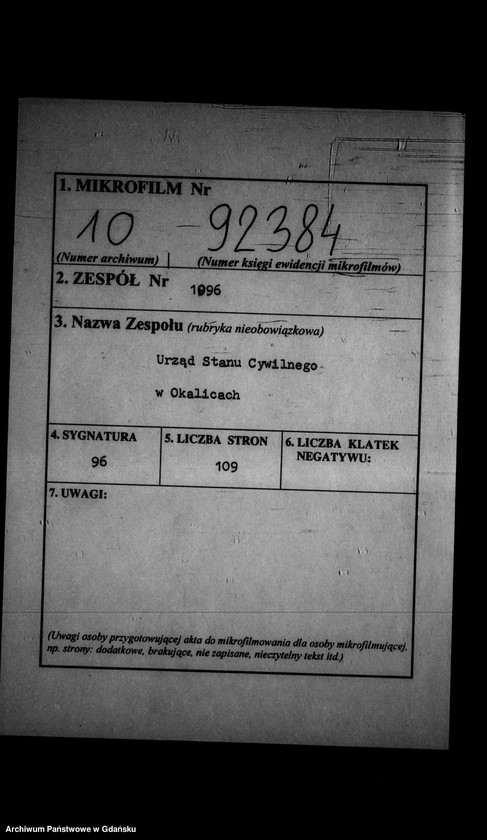 1. MIKROFILM Nr
10 92384
(Numer archiwum) (Numer księgi ewidencji mikrofilmów)
2. ZESPÓŁ Nr 1096
3. Nazwa Zespołu (rubryka nieobowiązkowa)
Urząd Stanu Cywilnego
w Okalicach
4. SYGNATURA
96
5. LICZBA STRON
109
6. LICZBA KLATEK
NEGATYWU:
7. UWAGI:
(Uwagi osoby przygotowującej akta do mikrofilmowania dla osoby mikrofilmującej.
np. strony: dodatkowe, brakujące, nie zapisane, nieczytelny tekst itd.)
Archiwum Państwowe w Gdańsku